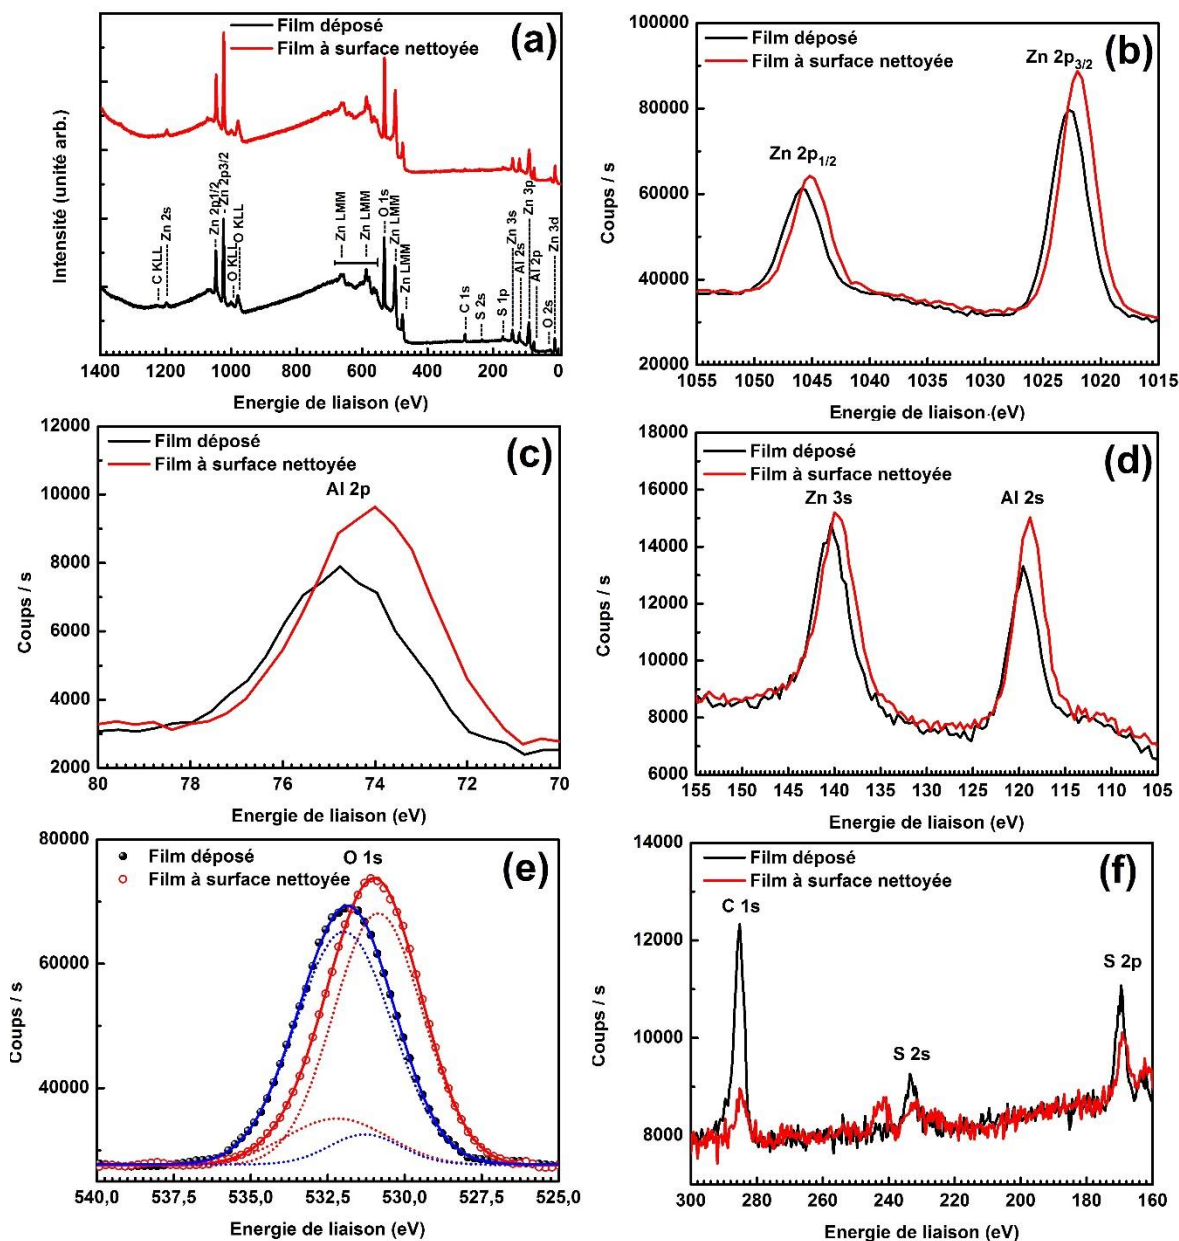 Film déposé
Film à surface nettoyée
(a)
Intensité (unité arb.)
C KLL
Zn 2s
Zn 2p1/2
Zn 2p3/2
O KLL
O KLL
Zn LMM
Zn LMM
O 1s
Zn LMM
Zn LMM
C 1s
S 2s
S 1p
Zn 3s
Al 2s
Zn 3p
Al 2p
O 2s
Zn 3d
1400 1200 1000 800 600 400 200 0
Energie de liaison (eV)
Film déposé
Film à surface nettoyée
(b)
Zn 2p3/2
Zn 2p1/2
Coups / s
100000
80000
60000
40000
20000
1055 1050 1045 1040 1035 1030 1025 1020 1015
Energie de liaison (eV)
Film déposé
Film à surface nettoyée
(c)
Al 2p
Coups / s
12000
10000
8000
6000
4000
2000
80 78 76 74 72 70
Energie de liaison (eV)
Film déposé
Film à surface nettoyée
(d)
Zn 3s
Al 2s
Coups / s
18000
16000
14000
12000
10000
8000
6000
155 150 145 140 135 130 125 120 115 110 105
Energie de liaison (eV)
Film déposé
O 1s
Film à surface nettoyée
(e)
Coups / s
80000
60000
40000
540,0 537,5 535,0 532,5 530,0 527,5 525,0
Energie de liaison (eV)
Film déposé
Film à surface nettoyée
(f)
C 1s
S 2s
S 2p
Coups / s
14000
12000
10000
8000
300 280 260 240 220 200 180 160
Energie de liaison (eV)